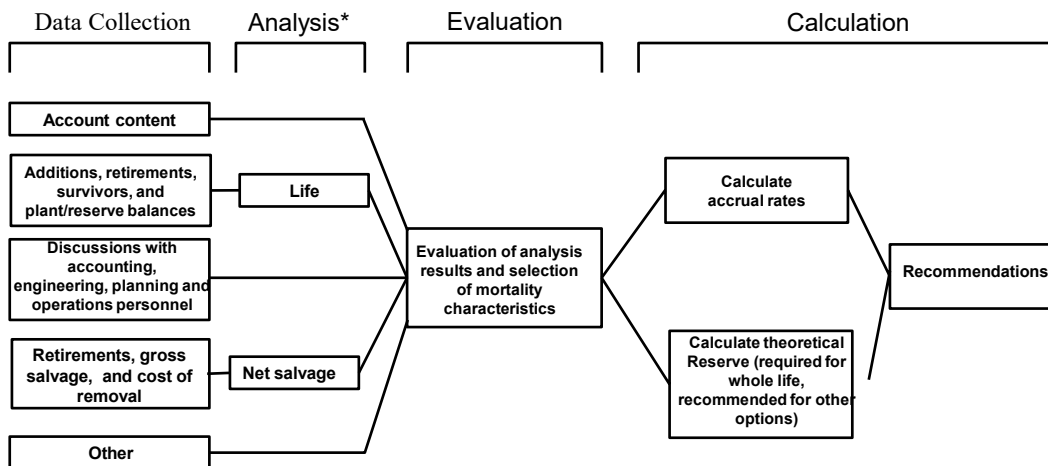 Data Collection
Analysis*
Evaluation
Calculation
Account content
Additions, retirements,
survivors, and
plant/reserve balances
Life
Discussions with
accounting,
engineering, planning and
operations personnel
Retirements, gross
salvage, and cost of
removal
Net salvage
Other
Evaluation of analysis
results and selection
of mortality
characteristics
Calculate
accrual rates
Calculate theoretical
Reserve (required for
whole life,
recommended for other
options)
Recommendations